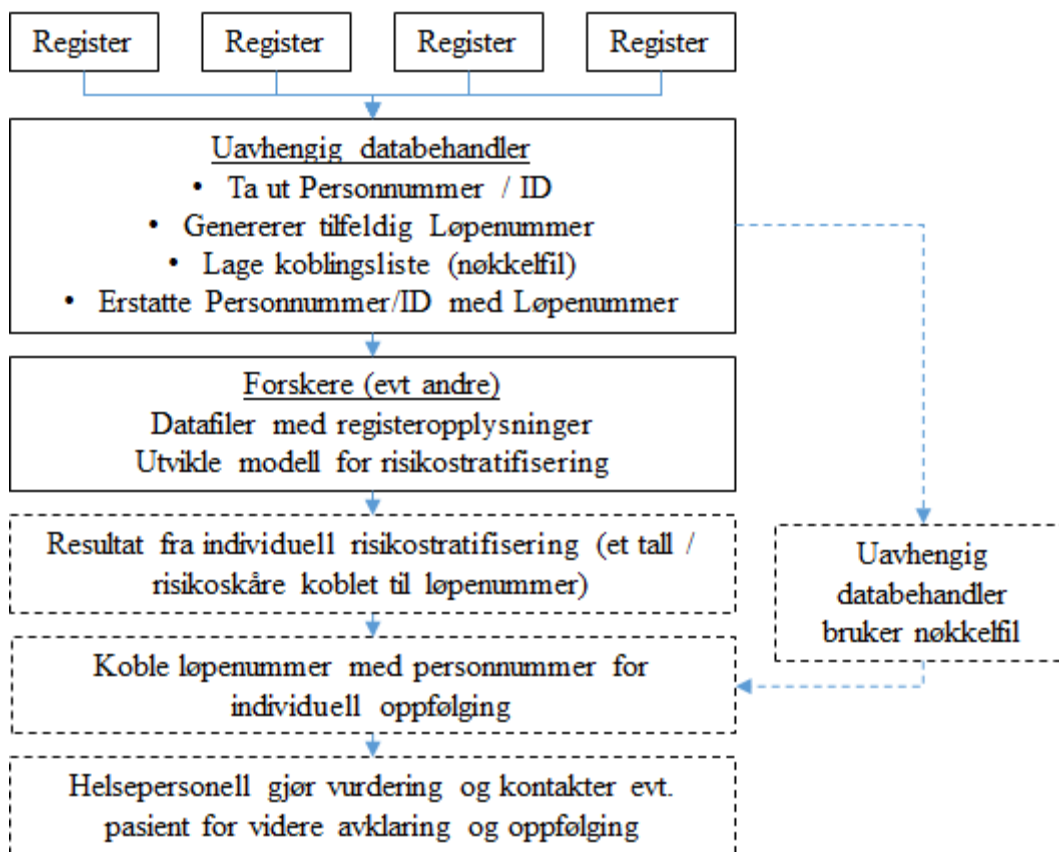 Register
Register
Register
Register
Uavhengig databehandler
• Ta ut Personnummer / ID
• Genererer tilfeldig Løpenummer
• Lage koblingsliste (nøkkelfil)
• Erstatte Personnummer/ID med Løpenummer
Forskere (evt andre)
Datafiler med registeropplysninger
Utvikle modell for risikostratifisering
Resultat fra individuell risikostratifisering (et tall /
risikoskåre koblet til løpenummer)
Uavhengig
databehandler
bruker nøkkelfil
Koble løpenummer med personnummer for
individuell oppfølging
Helsepersonell gjør vurdering og kontakter evt.
pasient for videre avklaring og oppfølging